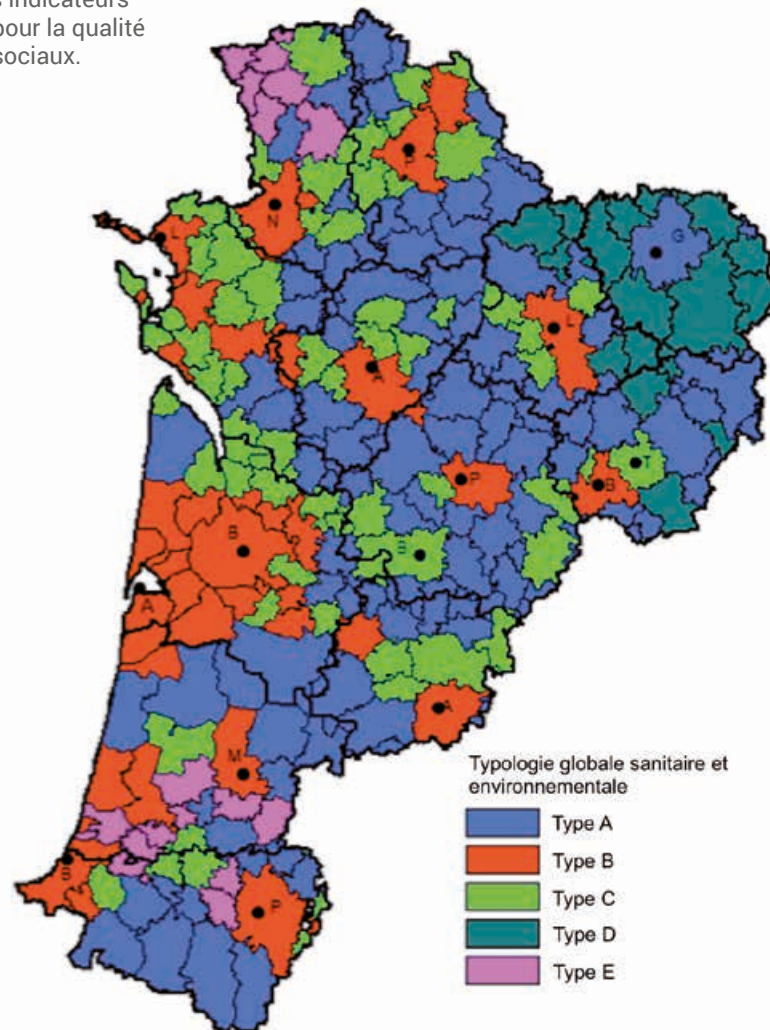 s indicateurs
pour la qualité
sociaux.
P
N
L
G
L
A
P
T
B
B
B
A
A
M
B
P
Typologie globale sanitaire et
environnementale
Type A
Type B
Type C
Type D
Type E